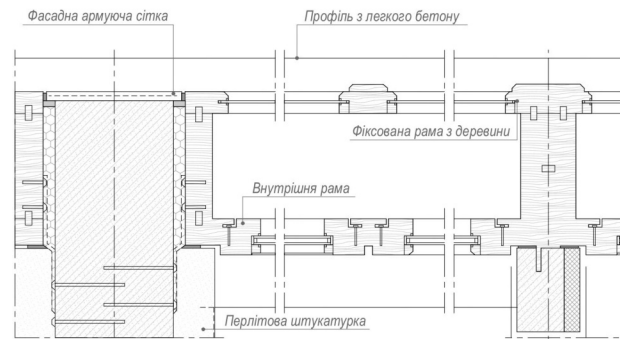 Фасадна армуюча сітка
Профіль з легкого бетону
Фіксована рама з деревини
Внутрішня рама
Перлітова штукатурка